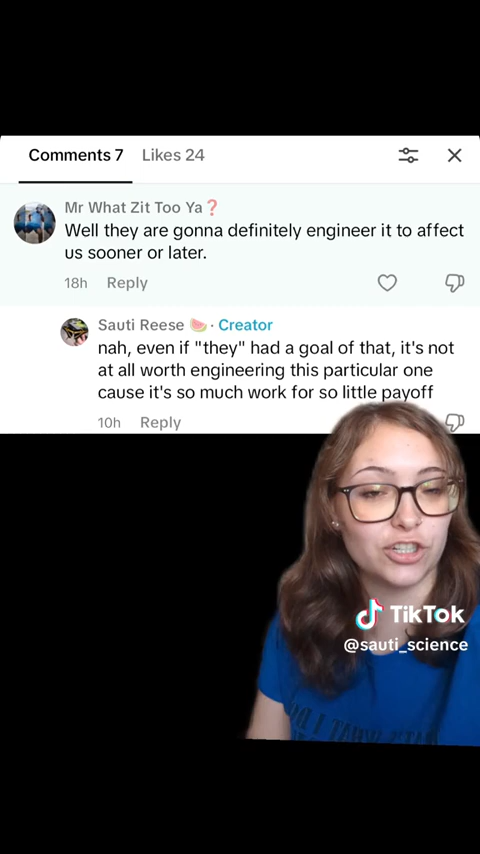 Comments 7 Likes 24
Mr What Zit Too Ya❓
Well they are gonna definitely engineer it to affect
us sooner or later.
18h Reply
Sauti Reese 🍉 · Creator
nah, even if "they" had a goal of that, it's not
at all worth engineering this particular one
cause it's so much work for so little payoff
10h Reply
TikTok
@sauti_science